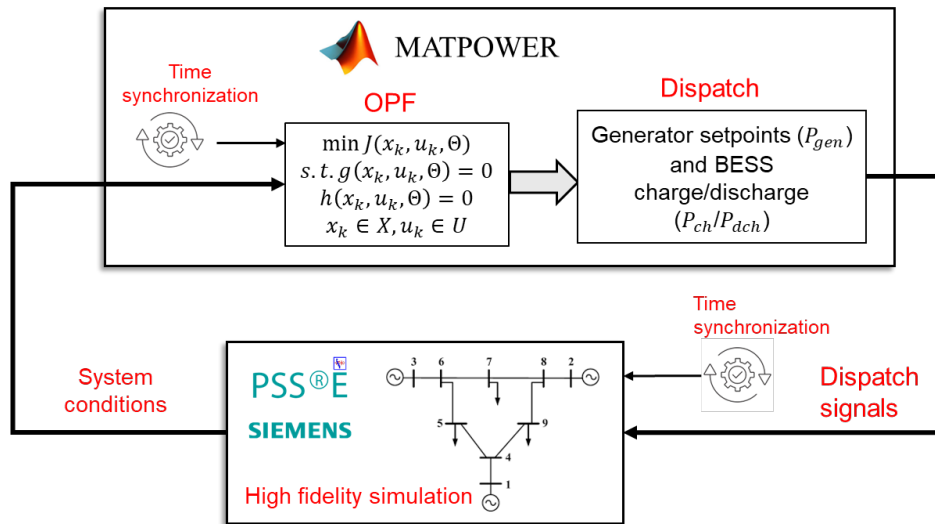 MATPOWER
Time
synchronization
OPF
min J(x_k, u_k, Θ)
s. t. g(x_k, u_k, Θ) = 0
h(x_k, u_k, Θ) = 0
x_k ∈ X, u_k ∈ U
Dispatch
Generator setpoints (P_gen)
and BESS
charge/discharge
(P_ch/P_dch)
Time
synchronization
Dispatch
signals
System
conditions
PSS®E
SIEMENS
High fidelity simulation
3 6 7 8 2
5 9
4
1